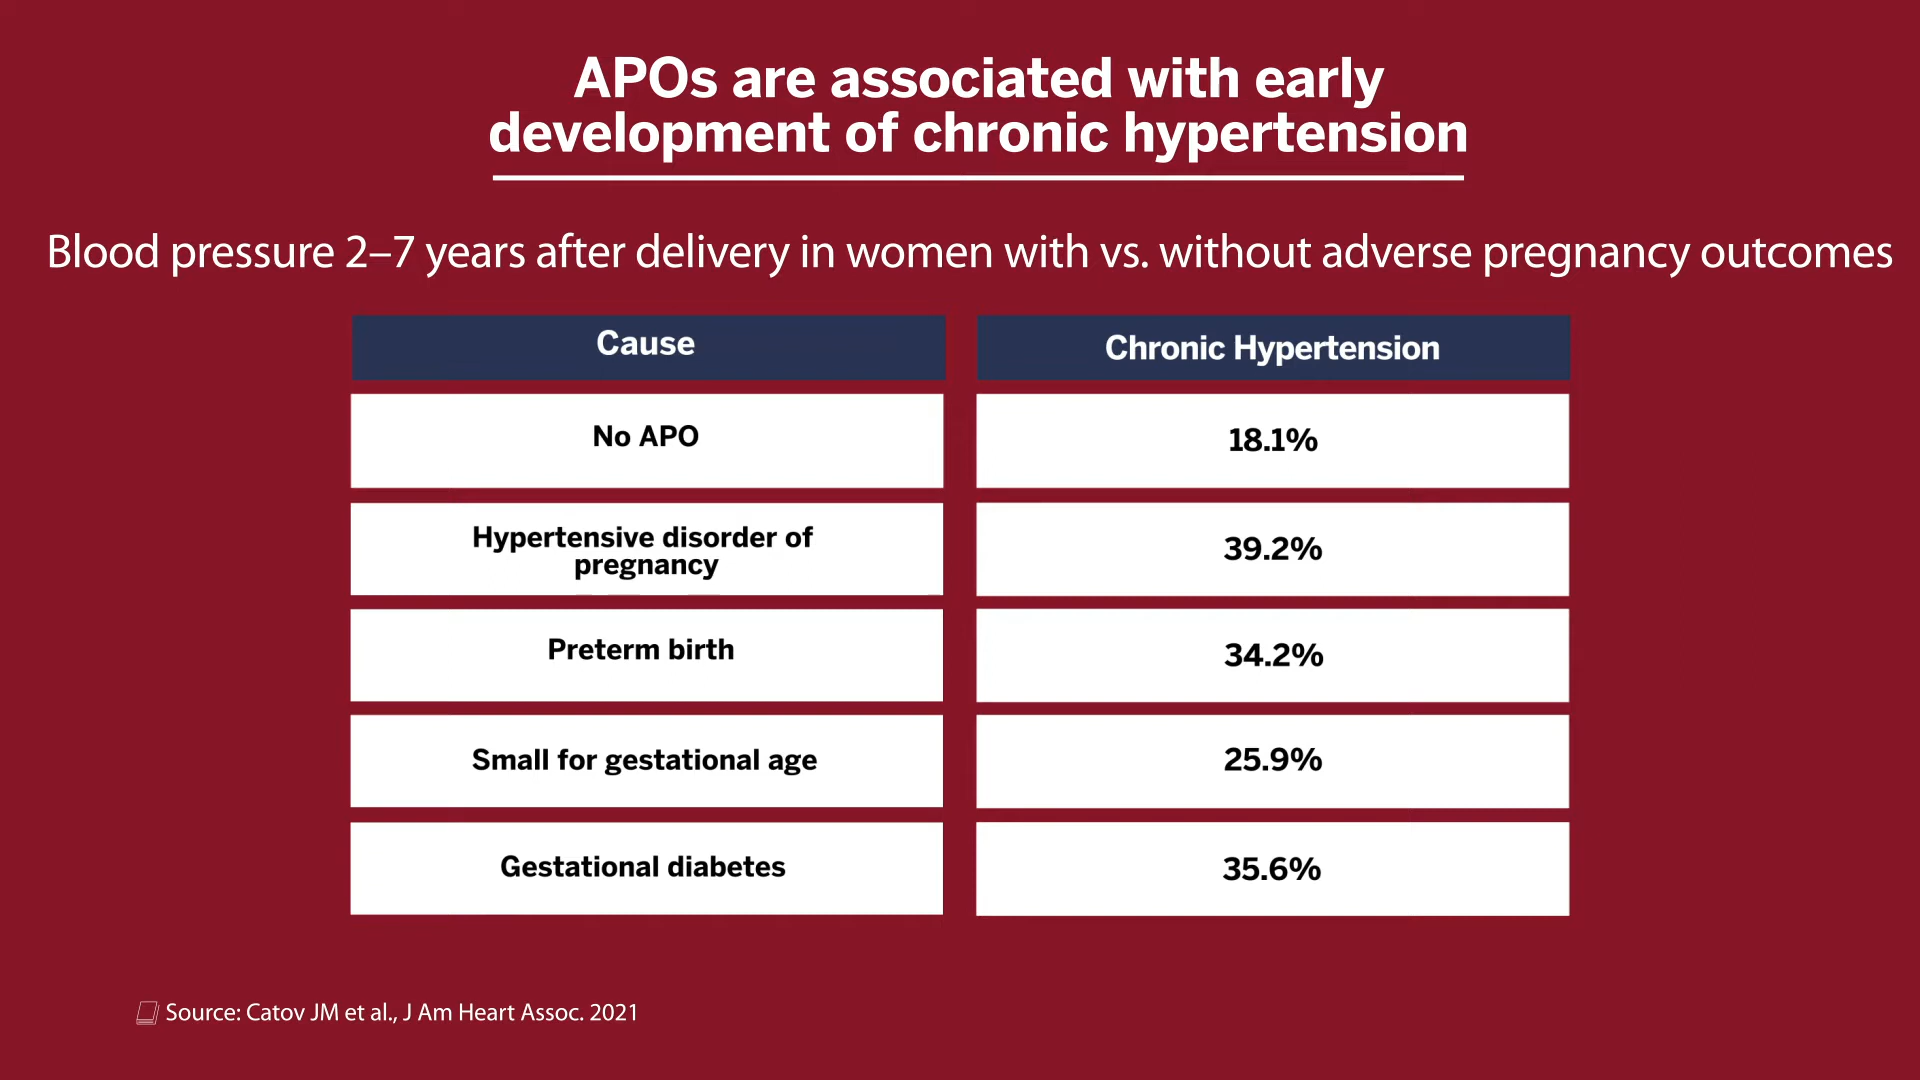 APOs are associated with early
development of chronic hypertension
Blood pressure 2–7 years after delivery in women with vs. without adverse pregnancy outcomes
Cause
Chronic Hypertension
No APO
18.1%
Hypertensive disorder of
pregnancy
39.2%
Preterm birth
34.2%
Small for gestational age
25.9%
Gestational diabetes
35.6%
Source: Catov JM et al., J Am Heart Assoc. 2021